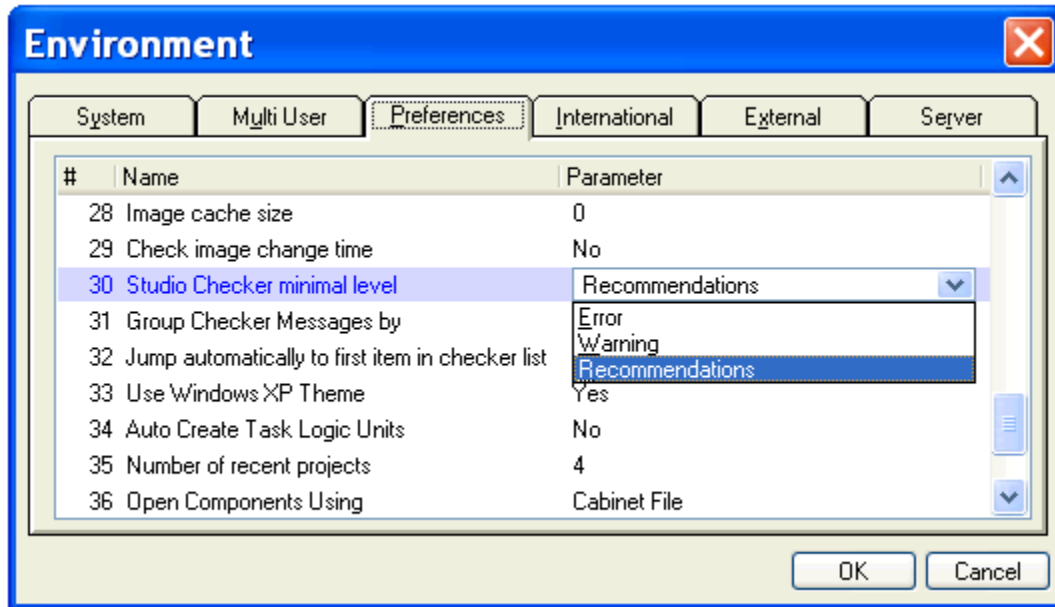 Environment
System Multi User Preferences International External Server
# Name Parameter
28 Image cache size 0
29 Check image change time No
30 Studio Checker minimal level Recommendations
31 Group Checker Messages by Error
Warning
32 Jump automatically to first item in checker list Recommendations
33 Use Windows XP Theme Yes
34 Auto Create Task Logic Units No
35 Number of recent projects 4
36 Open Components Using Cabinet File
OK Cancel